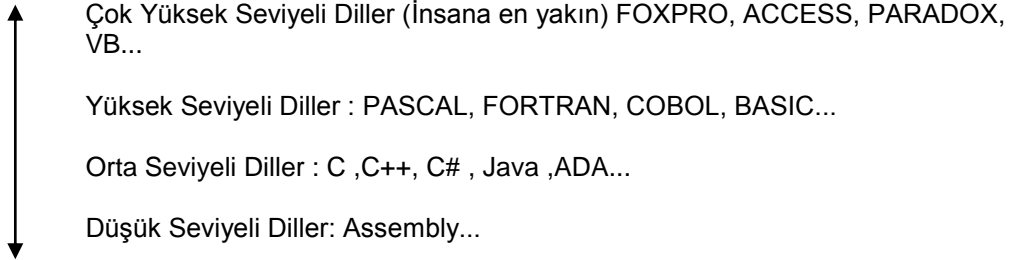 Çok Yüksek Seviyeli Diller (İnsana en yakın) FOXPRO, ACCESS, PARADOX,
VB...
Yüksek Seviyeli Diller : PASCAL, FORTRAN, COBOL, BASIC...
Orta Seviyeli Diller : C ,C++, C# , Java ,ADA...
Düşük Seviyeli Diller: Assembly...